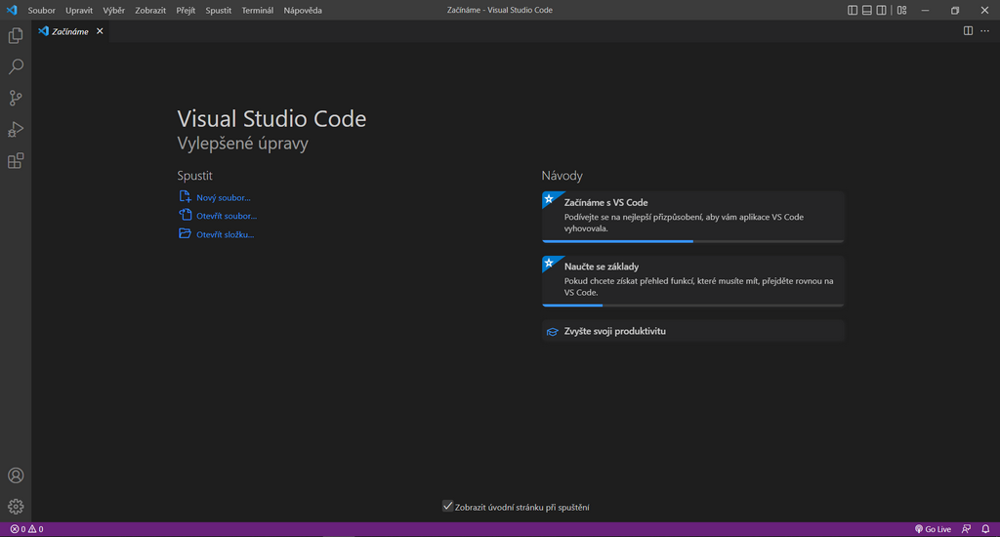 Soubor Upravit Výběr Zobrazit Přejít Spustit Terminál Nápověda
Začínáme - Visual Studio Code
Začínáme
Visual Studio Code
Vylepšené úpravy
Spustit
Nový soubor...
Otevřít soubor...
Otevřít složku...
Návody
Začínáme s VS Code
Podívejte se na nejlepší přizpůsobení, aby vám aplikace VS Code
vyhovovala.
Naučte se základy
Pokud chcete získat přehled funkcí, které musíte mít, přejděte rovnou na
VS Code.
Zvyšte svoji produktivitu
Zobrazit úvodní stránku při spuštění
0 0
Go Live